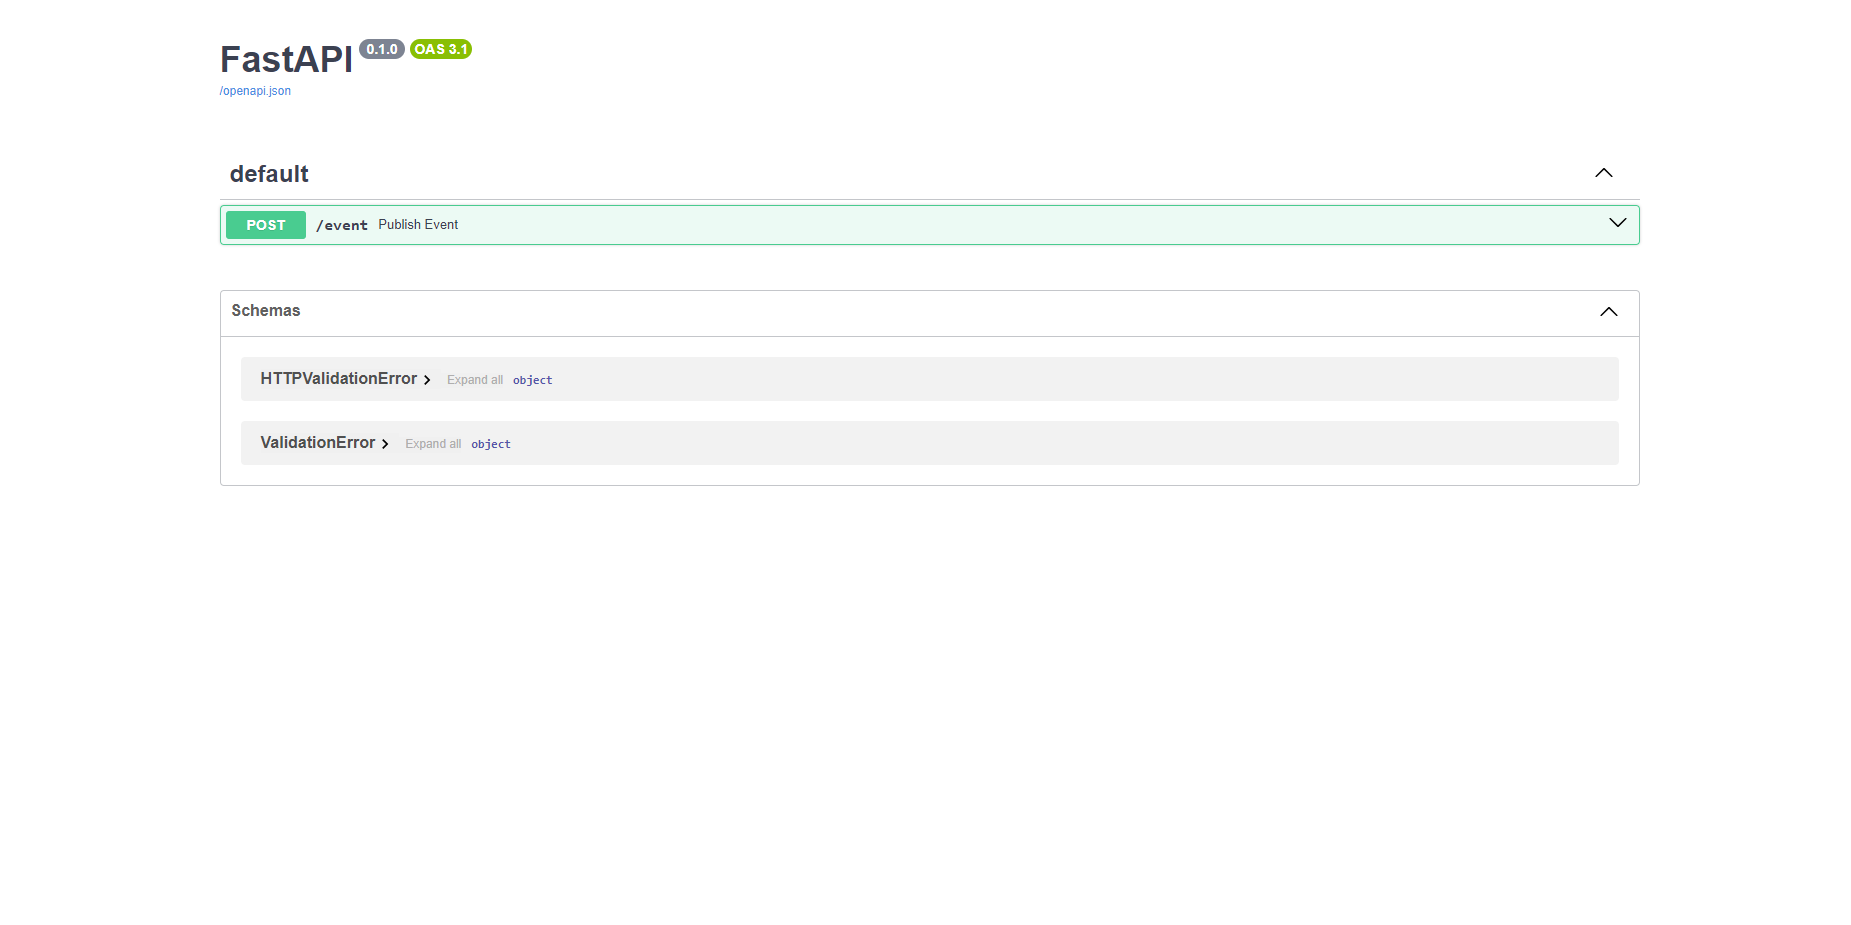 FastAPI 0.1.0 OAS 3.1
/openapi.json
default
POST /event Publish Event
Schemas
HTTPValidationError Expand all object
ValidationError Expand all object